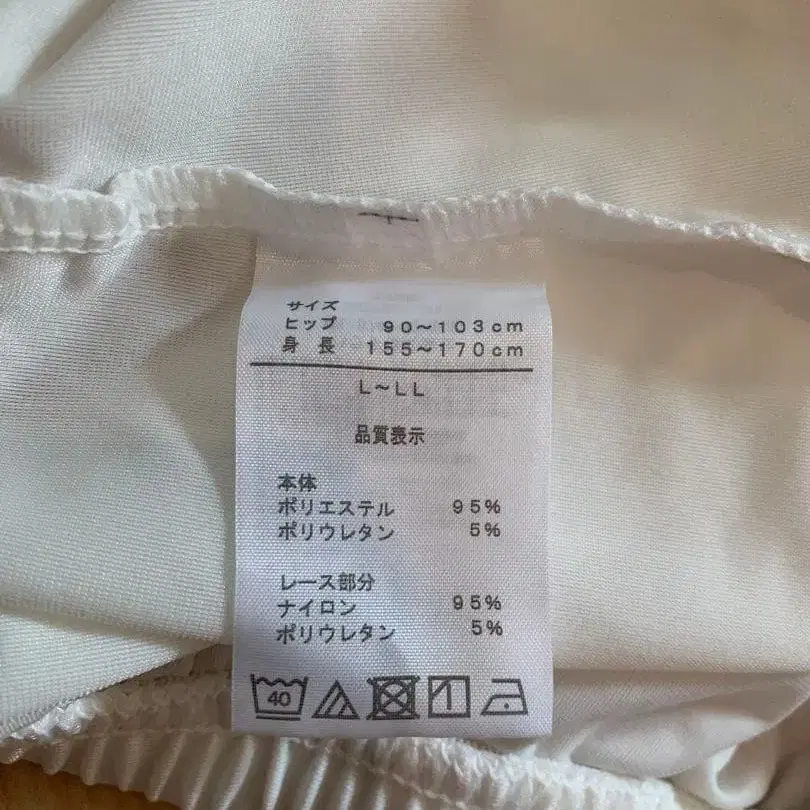 サイズ
ヒップ 90～103cm
身長 155～170cm
L～LL
品質表示
本体
ポリエステル 95%
ポリウレタン 5%
レース部分
ナイロン 95%
ポリウレタン 5%
40